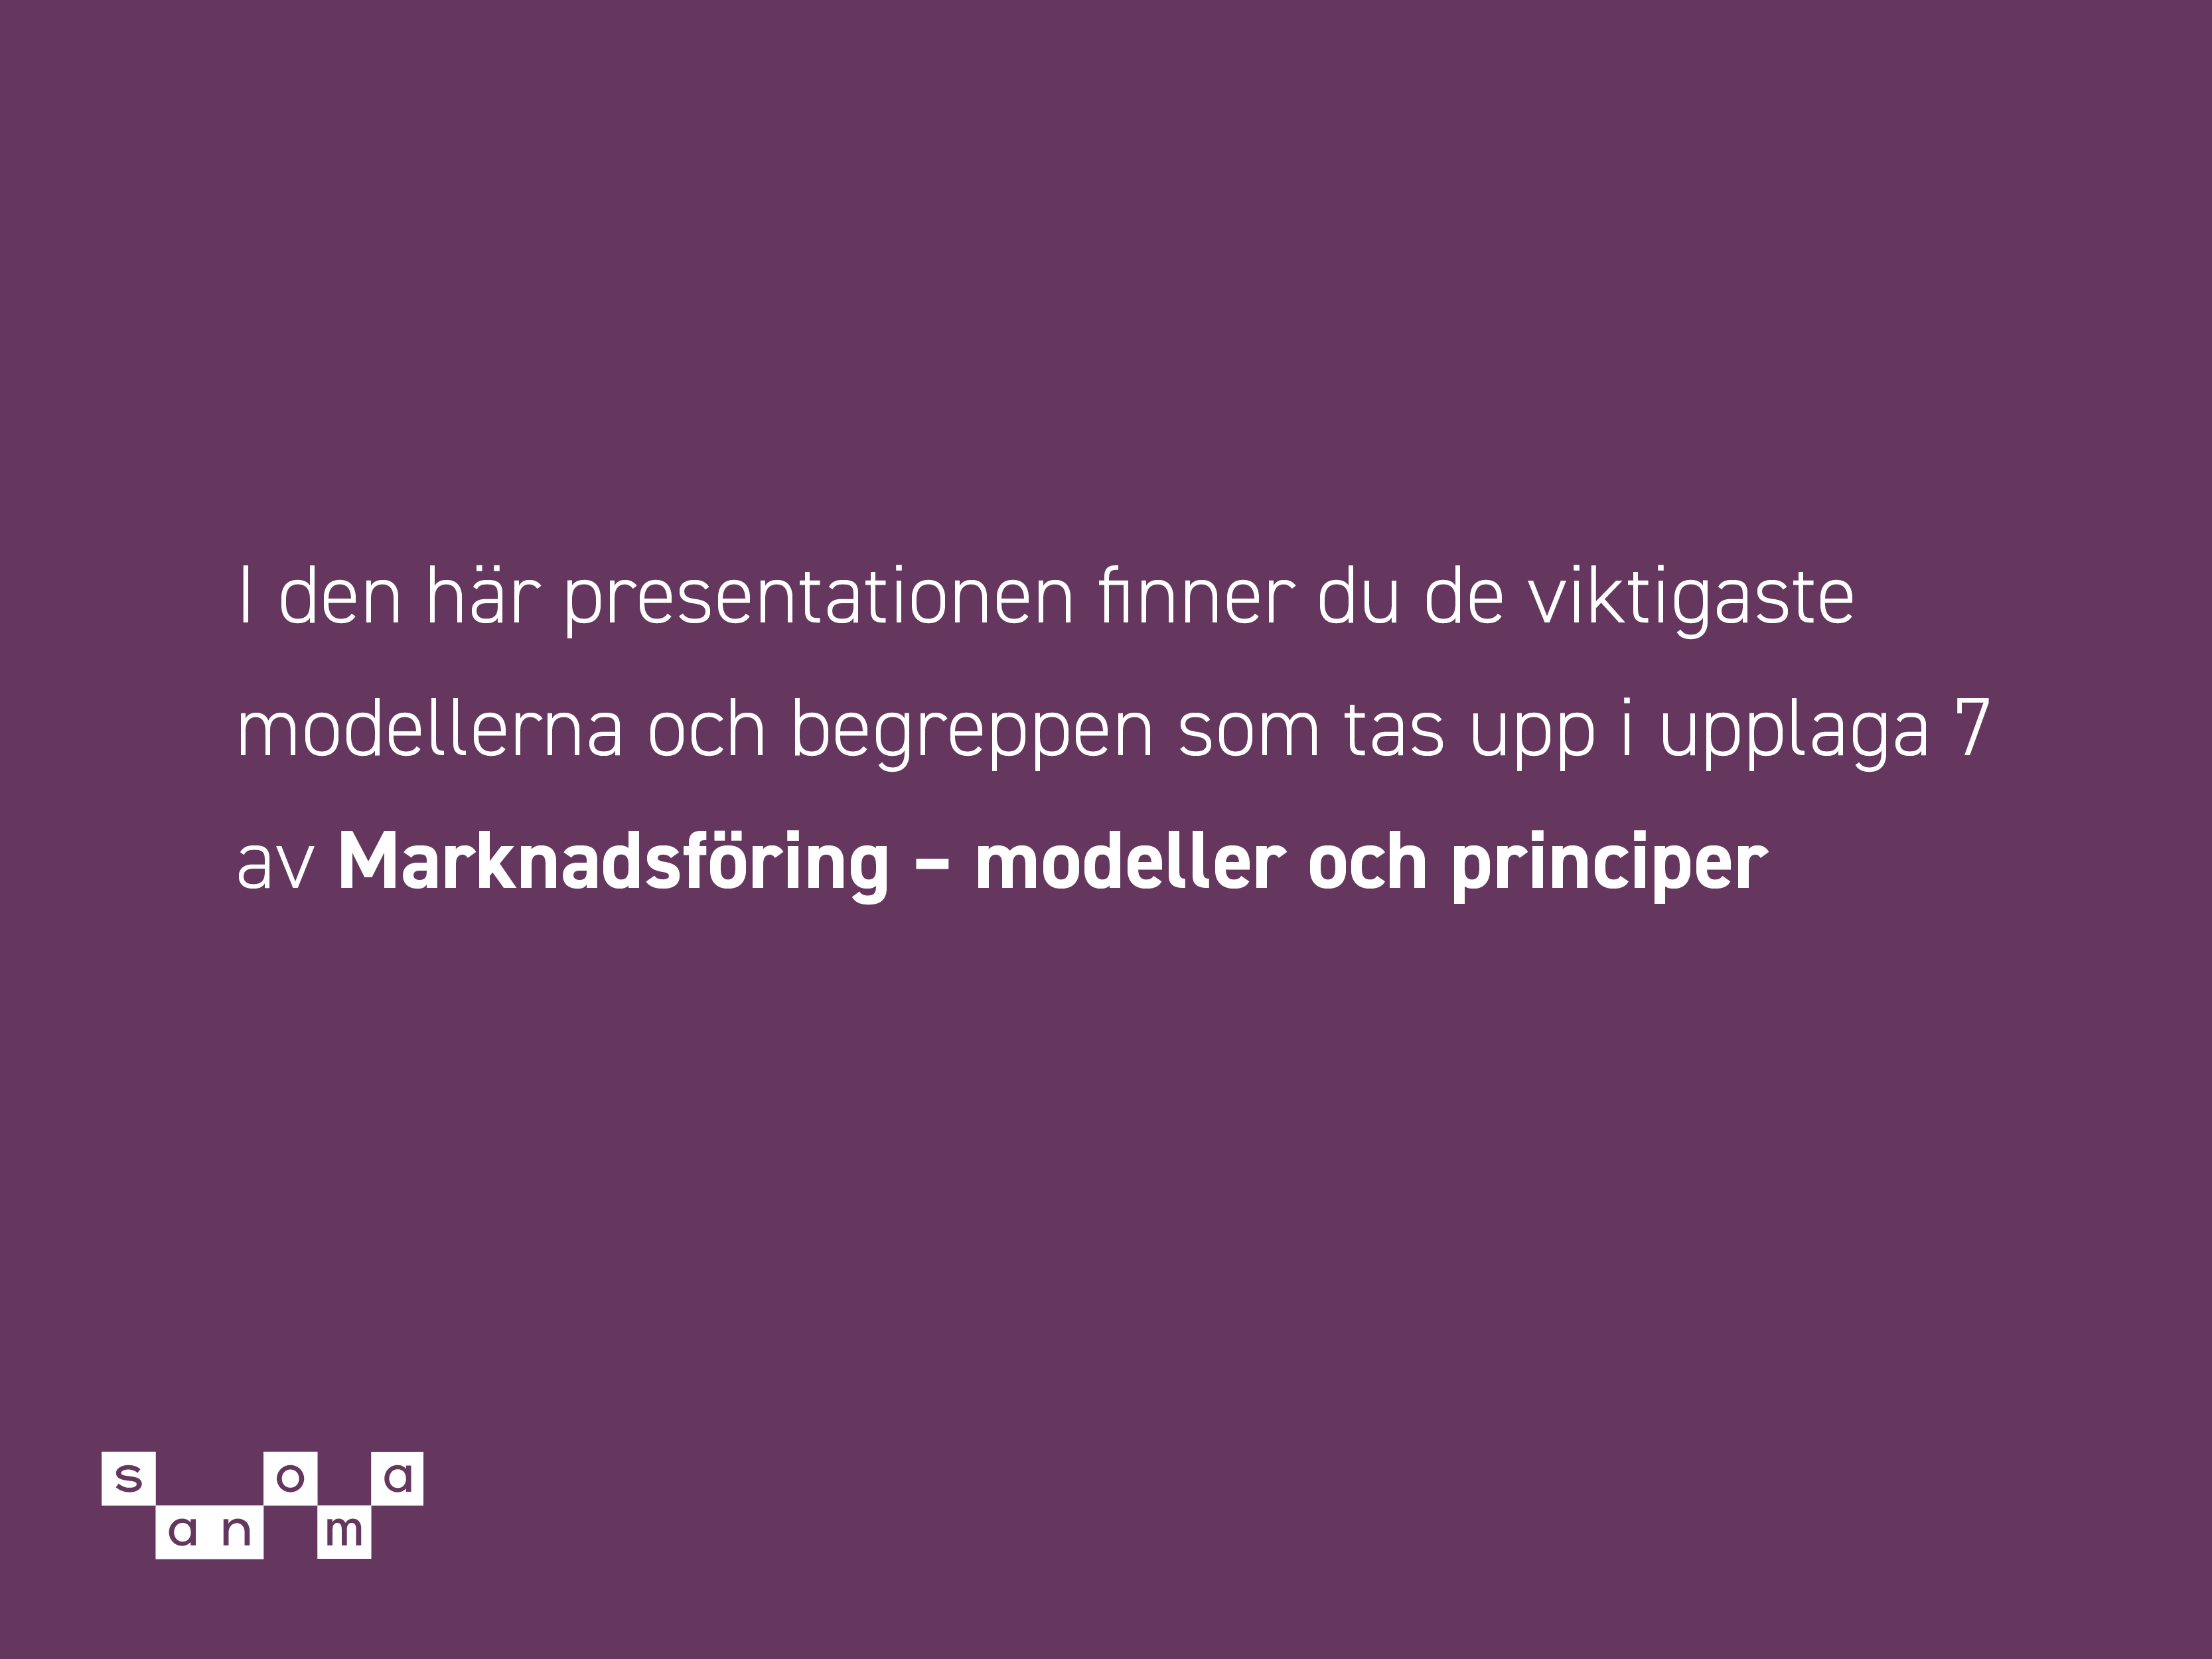 I den här presentationen finner du de viktigaste
modellerna och begreppen som tas upp i upplaga 7
av Marknadsföring – modeller och principer
sanoma